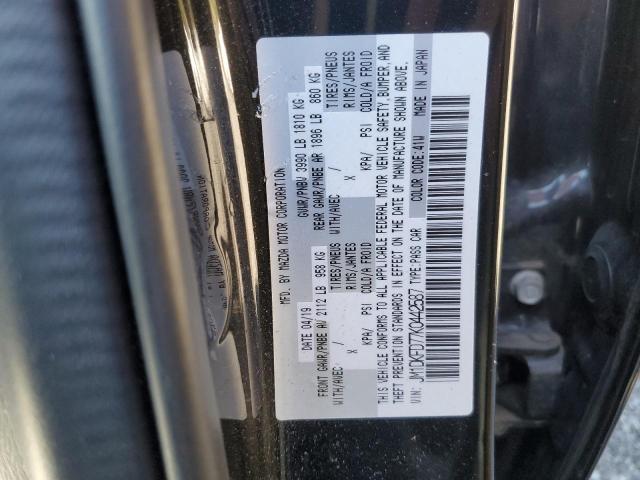 MFD. BY MAZDA MOTOR CORPORATION
DATE 04/19 GVWR/PNBV 3990 LB 1810 KG
FRONT GAWR/PNBE AV 2112 LB 958 KG REAR GAWR/PNBE AR 1896 LB 860 KG
WITH/AVEC TIRES/PNEUS WITH/AVEC TIRES/PNEUS
X RIMS/JANTES X RIMS/JANTES
KPA/ PSI COLD/A FROID KPA/ PSI COLD/A FROID
THIS VEHICLE CONFORMS TO ALL APPLICABLE FEDERAL MOTOR VEHICLE SAFETY, BUMPER, AND
THEFT PREVENTION STANDARDS IN EFFECT ON THE DATE OF MANUFACTURE SHOWN ABOVE.
VIN: JM1DKFD77K0442587 TYPE:PASS CAR COLOR CODE:41W MADE IN JAPAN